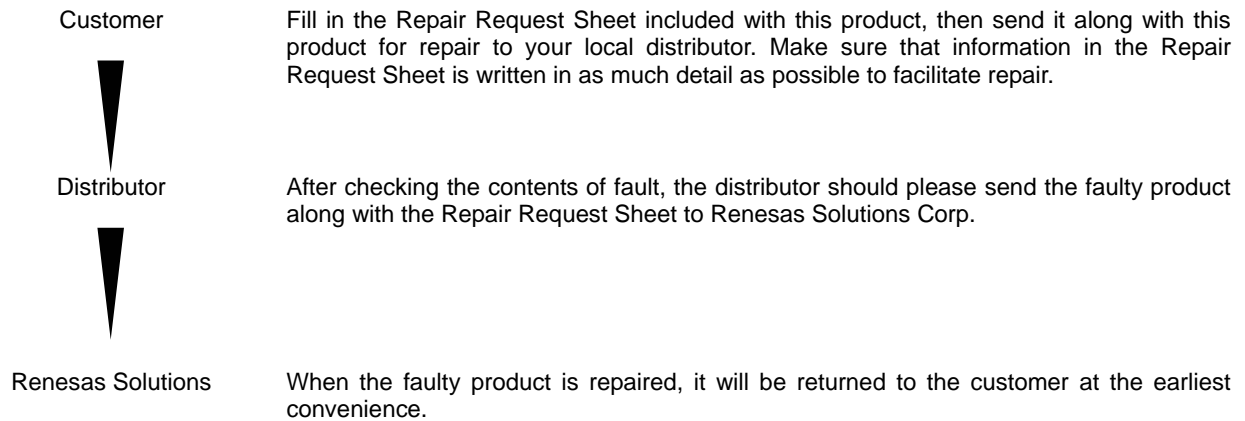 Customer
Fill in the Repair Request Sheet included with this product, then send it along with this
product for repair to your local distributor. Make sure that information in the Repair
Request Sheet is written in as much detail as possible to facilitate repair.
Distributor
After checking the contents of fault, the distributor should please send the faulty product
along with the Repair Request Sheet to Renesas Solutions Corp.
Renesas Solutions
When the faulty product is repaired, it will be returned to the customer at the earliest
convenience.